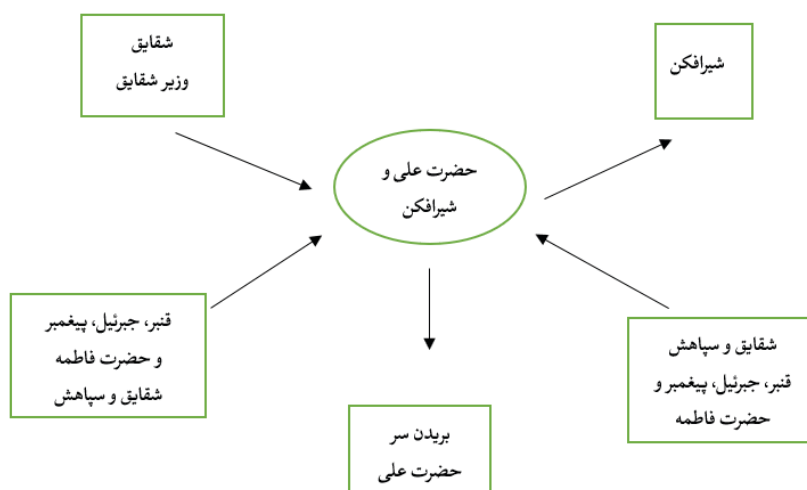 شیرافکن
شقایق
وزیر شقایق
حضرت علی و
شیرافکن
شقایق و سپاهش
قنبر، جبرئیل، پیغمبر و
حضرت فاطمه
قنبر، جبرئیل، پیغمبر
و حضرت فاطمه
شقایق و سپاهش
بریدن سر
حضرت علی